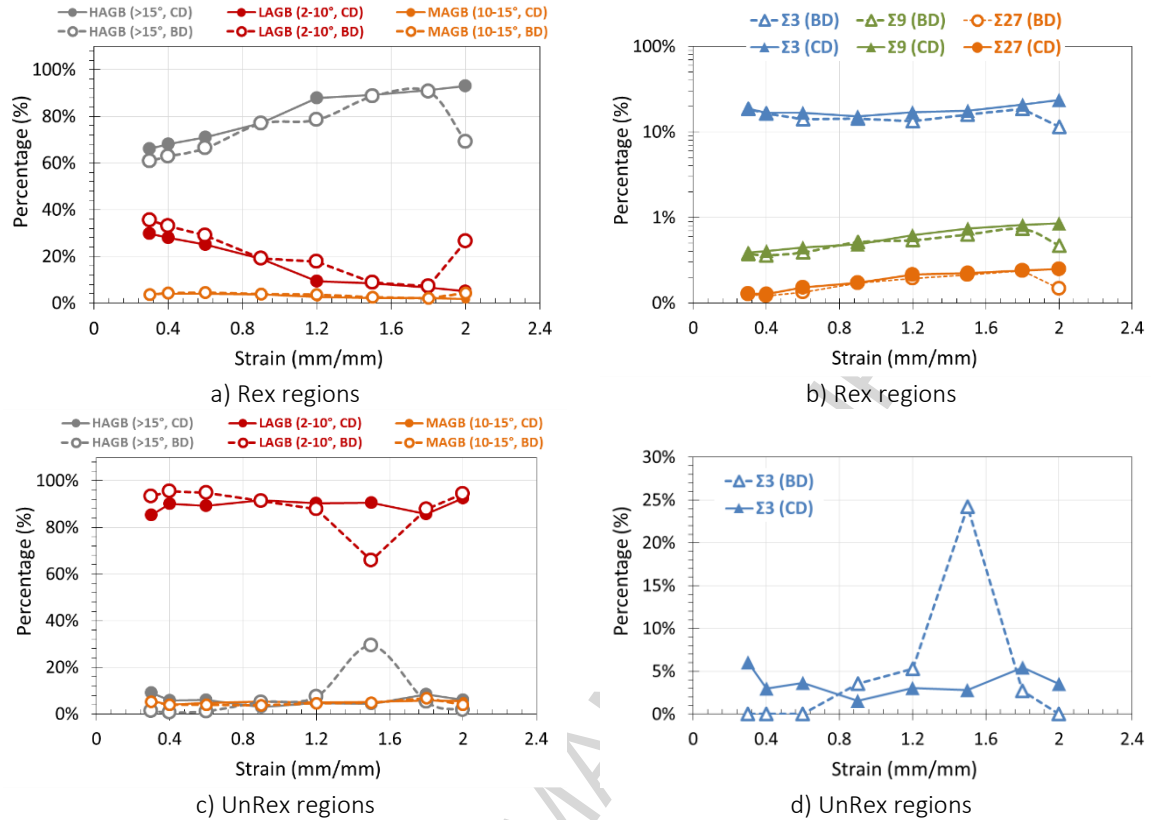 HAGB (>15°, CD) LAGB (2-10°, CD) MAGB (10-15°, CD)
HAGB (>15°, BD) LAGB (2-10°, BD) MAGB (10-15°, BD)
100%
80%
60%
40%
20%
0%
Percentage (%)
0 0.4 0.8 1.2 1.6 2 2.4
Strain (mm/mm)
a) Rex regions
Σ3 (BD) Σ9 (BD) Σ27 (BD)
Σ3 (CD) Σ9 (CD) Σ27 (CD)
100%
10%
1%
0%
Percentage (%)
0 0.4 0.8 1.2 1.6 2 2.4
Strain (mm/mm)
b) Rex regions
HAGB (>15°, CD) LAGB (2-10°, CD) MAGB (10-15°, CD)
HAGB (>15°, BD) LAGB (2-10°, BD) MAGB (10-15°, BD)
100%
80%
60%
40%
20%
0%
Percentage (%)
0 0.4 0.8 1.2 1.6 2 2.4
Strain (mm/mm)
c) UnRex regions
30%
25%
20%
15%
10%
5%
0%
Percentage (%)
Σ3 (BD)
Σ3 (CD)
0 0.4 0.8 1.2 1.6 2 2.4
Strain (mm/mm)
d) UnRex regions